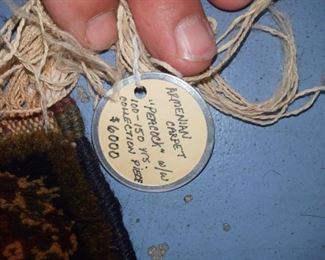 ARMENIAN
CARPET
"PEACOCK" W/W
100-150 YRS.
COLLECTION PIECE
$6000